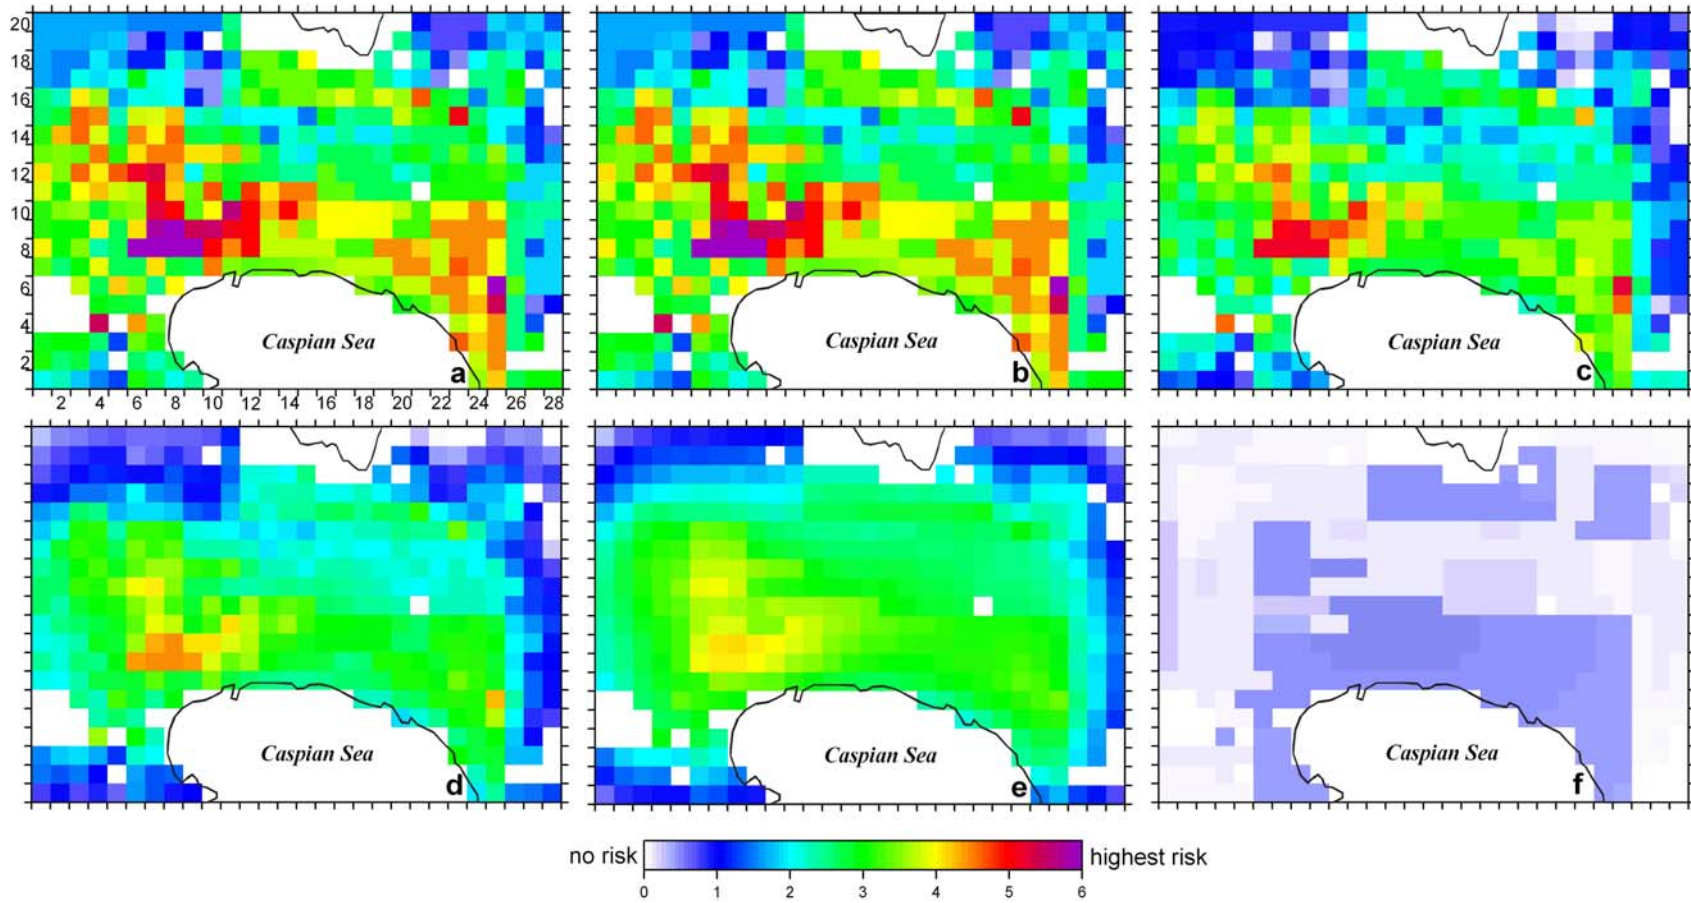 20
18
16
14
12
10
8
6
4
2
Caspian Sea
a
Caspian Sea
b
Caspian Sea
c
2 4 6 8 10 12 14 16 18 20 22 24 26 28
Caspian Sea
d
Caspian Sea
e
Caspian Sea
f
no risk
highest risk
0 1 2 3 4 5 6